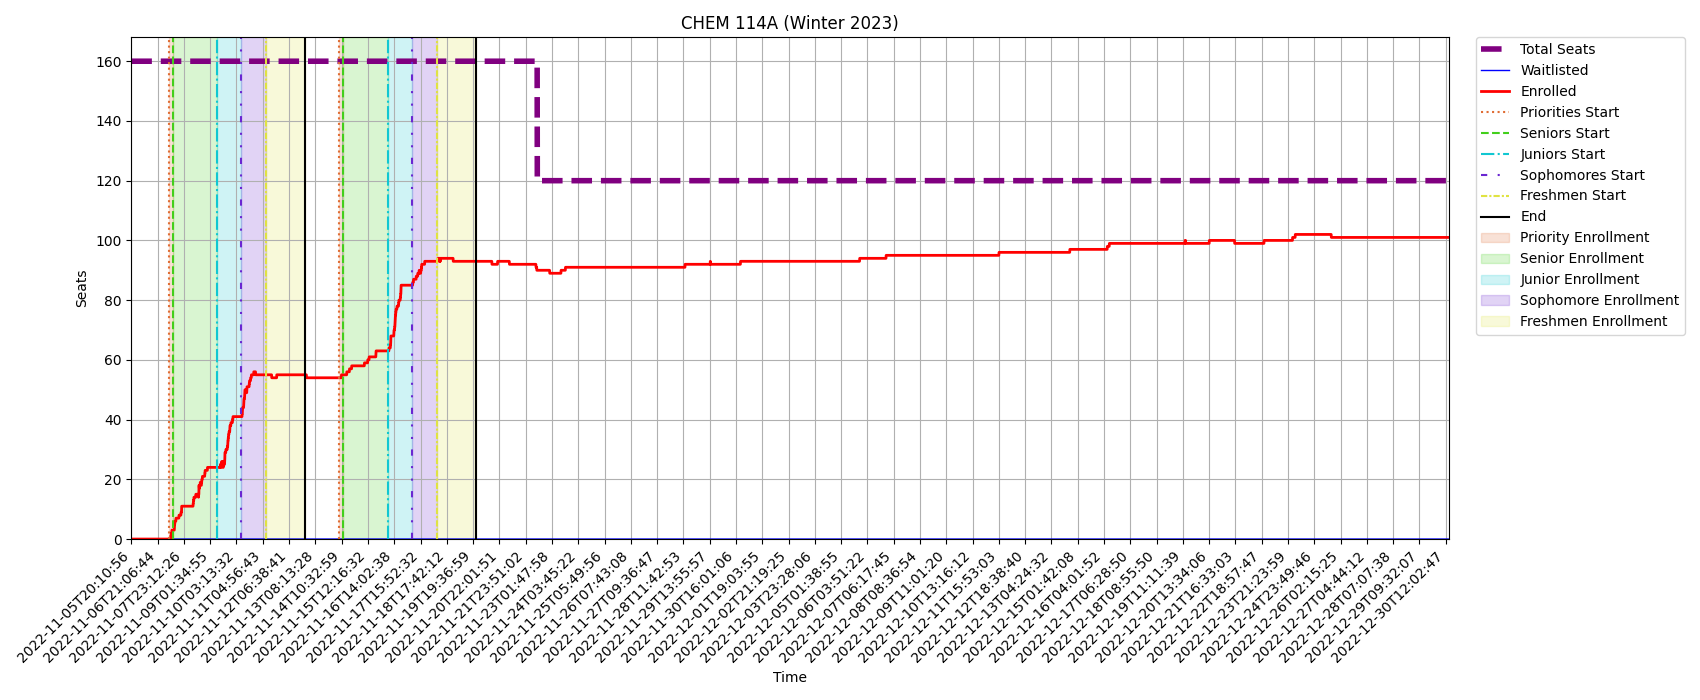 CHEM 114A (Winter 2023)
Seats
160
140
120
100
80
60
40
20
0
2022-11-05T20:10:56
2022-11-06T21:06:44
2022-11-07T23:12:26
2022-11-09T01:34:55
2022-11-10T03:13:32
2022-11-11T04:56:43
2022-11-12T06:38:41
2022-11-13T08:13:28
2022-11-14T10:32:59
2022-11-15T12:16:32
2022-11-16T14:02:38
2022-11-17T15:52:32
2022-11-18T17:42:12
2022-11-19T19:36:59
2022-11-20T22:01:51
2022-11-21T23:51:02
2022-11-23T01:47:58
2022-11-24T03:45:22
2022-11-25T05:49:56
2022-11-26T07:43:08
2022-11-27T09:36:47
2022-11-28T11:42:53
2022-11-29T13:55:57
2022-11-30T16:01:06
2022-12-01T19:03:55
2022-12-02T21:19:25
2022-12-03T23:28:06
2022-12-05T01:38:55
2022-12-06T03:51:22
2022-12-07T06:17:45
2022-12-08T08:36:54
2022-12-09T11:01:20
2022-12-10T13:16:12
2022-12-11T15:53:03
2022-12-12T18:38:40
2022-12-13T04:24:32
2022-12-15T01:42:08
2022-12-16T04:01:52
2022-12-17T06:28:50
2022-12-18T08:55:50
2022-12-19T11:11:39
2022-12-20T13:34:06
2022-12-21T16:33:03
2022-12-22T18:57:47
2022-12-23T21:23:59
2022-12-24T23:49:46
2022-12-26T02:15:25
2022-12-27T04:44:12
2022-12-28T07:07:38
2022-12-29T09:32:07
2022-12-30T12:02:47
Time
Total Seats
Waitlisted
Enrolled
Priorities Start
Seniors Start
Juniors Start
Sophomores Start
Freshmen Start
End
Priority Enrollment
Senior Enrollment
Junior Enrollment
Sophomore Enrollment
Freshmen Enrollment